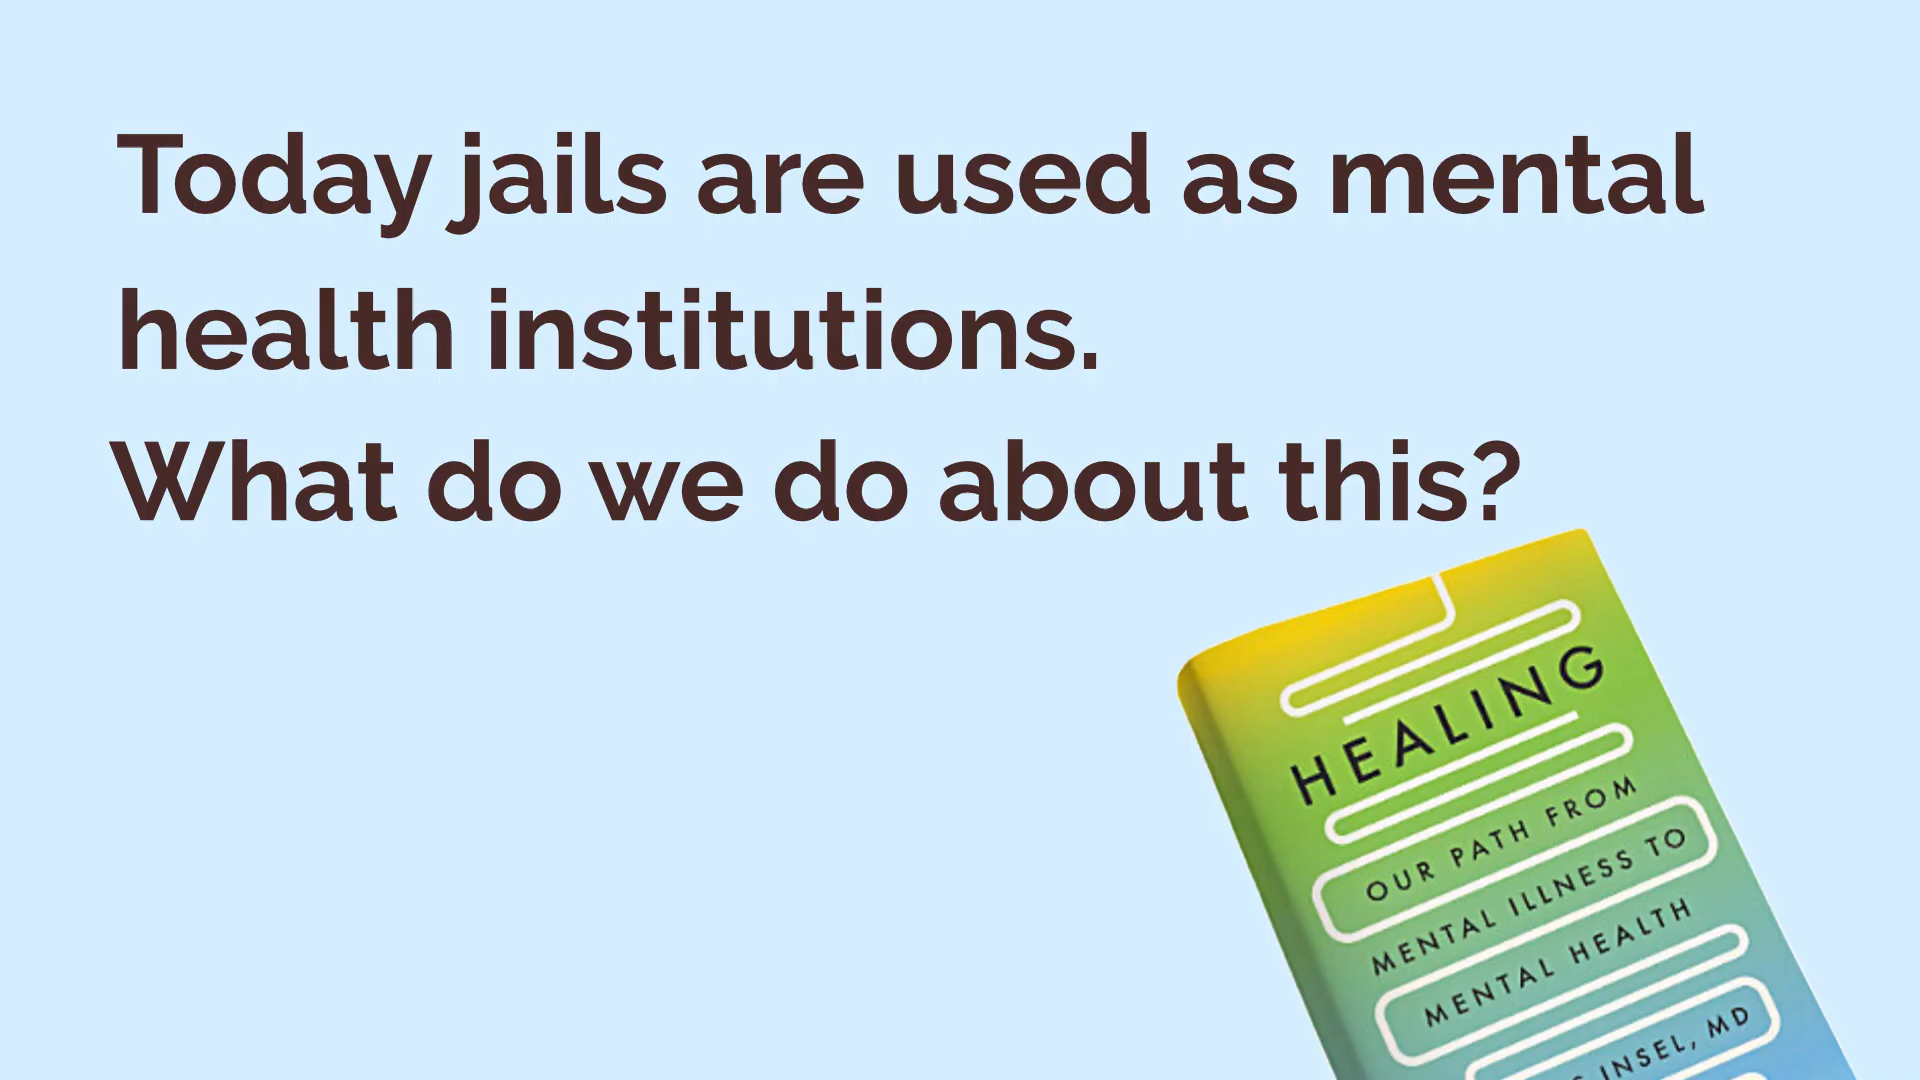 Today jails are used as mental
health institutions.
What do we do about this?
HEALING
OUR PATH FROM
MENTAL ILLNESS TO
MENTAL HEALTH
INSEL, MD